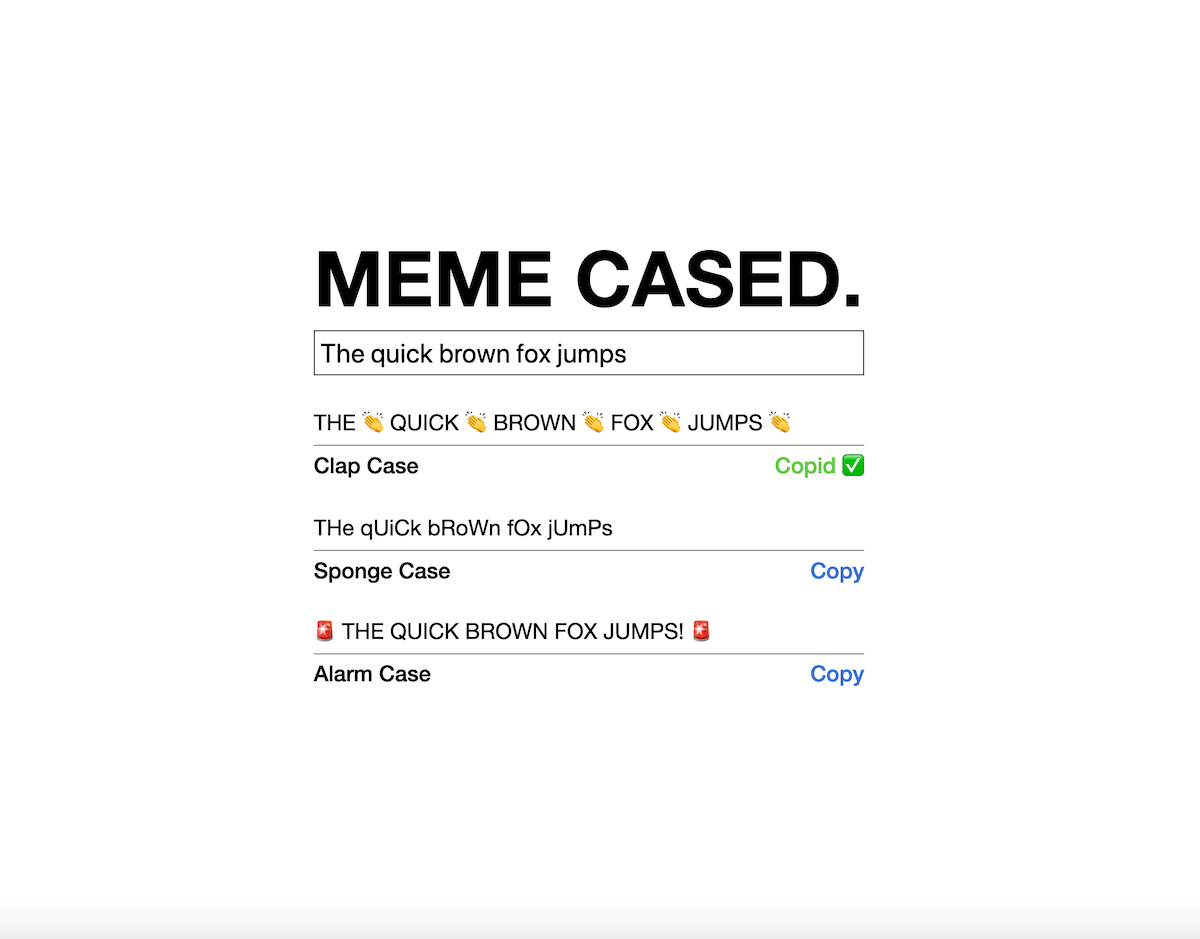 MEME CASED.
The quick brown fox jumps
THE 👏 QUICK 👏 BROWN 👏 FOX 👏 JUMPS 👏
Clap Case
Copid ✅
THe qUiCk bRoWn fOx jUmPs
Sponge Case
Copy
🚨 THE QUICK BROWN FOX JUMPS! 🚨
Alarm Case
Copy